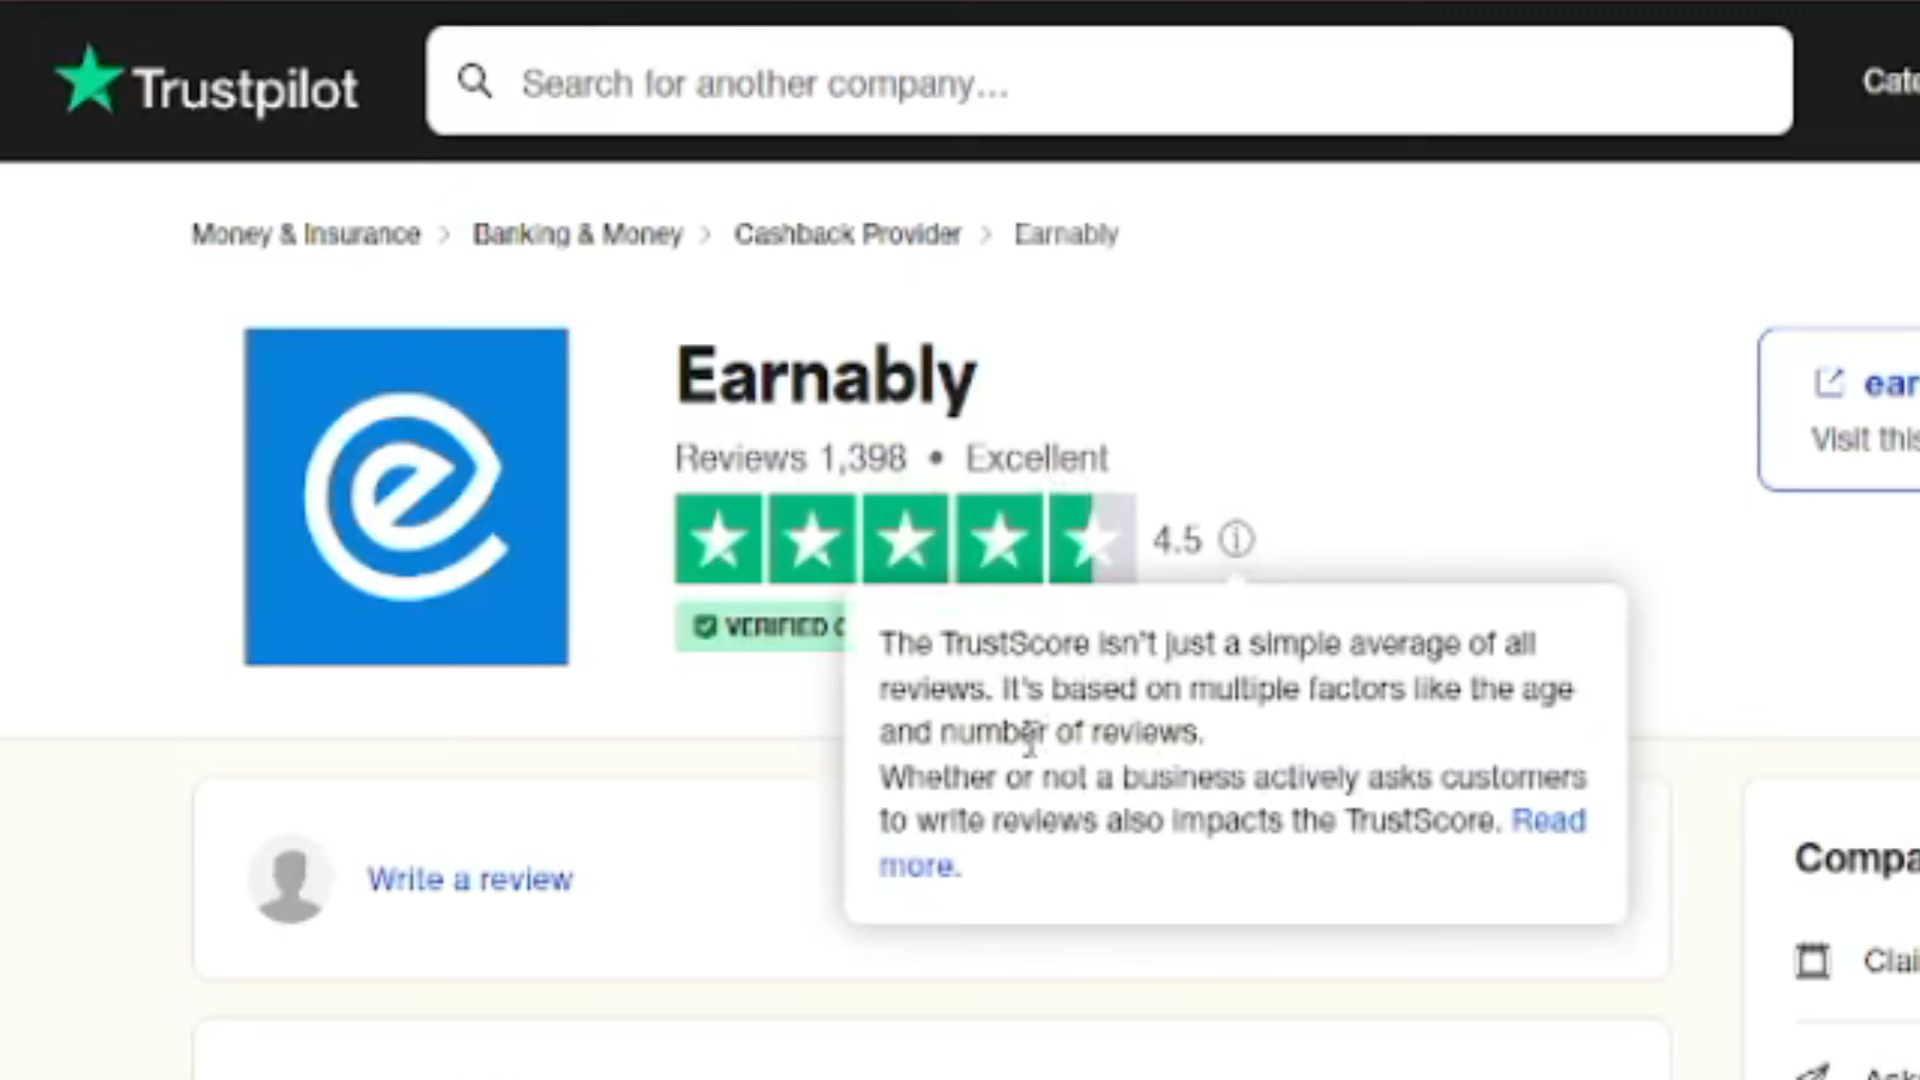 Trustpilot
Search for another company...
Money & Insurance > Banking & Money > Cashback Provider > Earnably
Earnably
Reviews 1,398 • Excellent
4.5
VERIFIED
The TrustScore isn't just a simple average of all
reviews. It's based on multiple factors like the age
and number of reviews.
Whether or not a business actively asks customers
to write reviews also impacts the TrustScore. Read
more.
Visit
Write a review